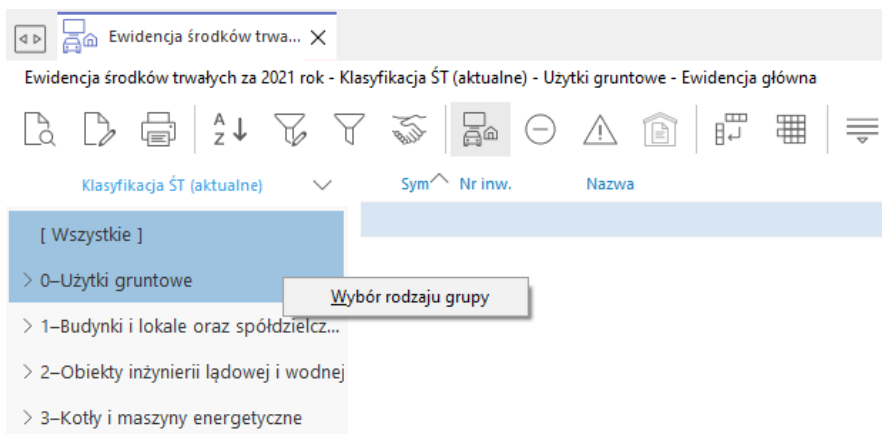 Ewidencja środków trwa...
Ewidencja środków trwałych za 2021 rok - Klasyfikacja ŚT (aktualne) - Użytki gruntowe - Ewidencja główna
A
Z
Klasyfikacja ŚT (aktualne) Sym Nr inw. Nazwa
[ Wszystkie ]
0–Użytki gruntowe
Wybór rodzaju grupy
1–Budynki i lokale oraz spółdzielcz...
2–Obiekty inżynierii lądowej i wodnej
3–Kotły i maszyny energetyczne